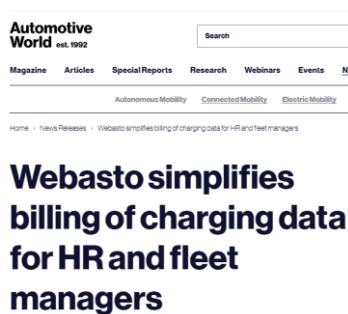 Automotive
World est. 1992
Search
Magazine Articles Special Reports Research Webinars Events
Autonomous Mobility Connected Mobility Electric Mobility
Home › News Releases › Webasto simplifies billing of charging data for HR and fleet managers
Webasto simplifies
billing of charging data
for HR and fleet
managers